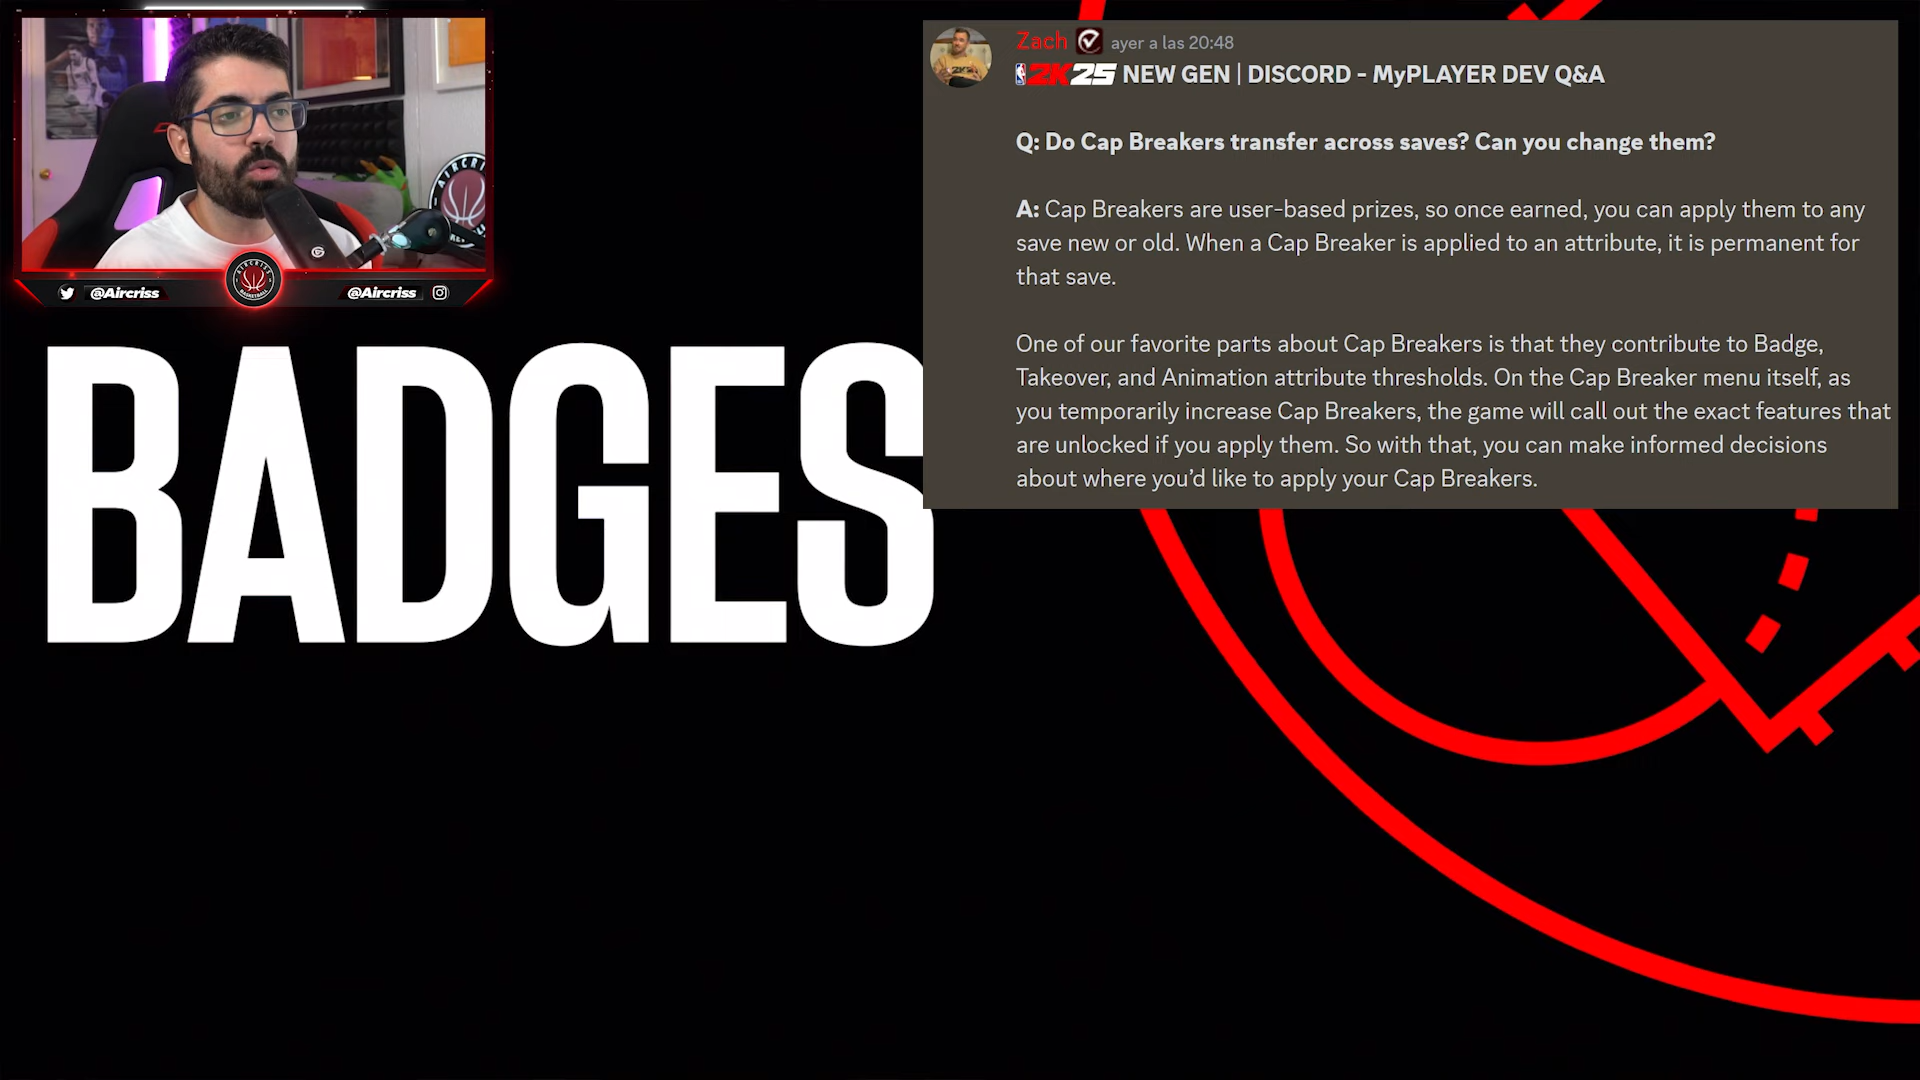 Zach ayer a las 20:48
2K25 NEW GEN | DISCORD - MyPLAYER DEV Q&A
Q: Do Cap Breakers transfer across saves? Can you change them?
A: Cap Breakers are user-based prizes, so once earned, you can apply them to any
save new or old. When a Cap Breaker is applied to an attribute, it is permanent for
that save.
One of our favorite parts about Cap Breakers is that they contribute to Badge,
Takeover, and Animation attribute thresholds. On the Cap Breaker menu itself, as
you temporarily increase Cap Breakers, the game will call out the exact features that
are unlocked if you apply them. So with that, you can make informed decisions
about where you’d like to apply your Cap Breakers.
@Aircriss
@Aircriss
BADGES